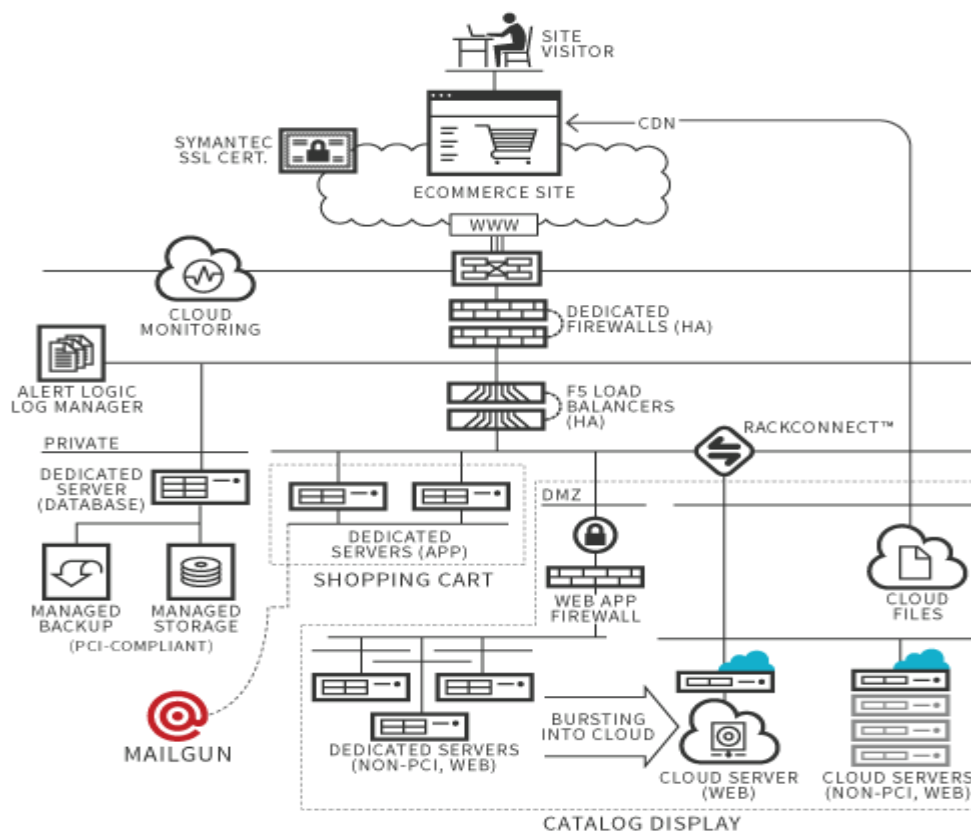 SITE
VISITOR
CDN
SYMANTEC
SSL CERT.
ECOMMERCE SITE
WWW
CLOUD
MONITORING
DEDICATED
FIREWALLS (HA)
ALERT LOGIC
LOG MANAGER
F5 LOAD
BALANCERS
(HA)
RACKCONNECT™
PRIVATE
DEDICATED
SERVER
(DATABASE)
DMZ
DEDICATED
SERVERS (APP)
SHOPPING CART
WEB APP
FIREWALL
CLOUD
FILES
MANAGED
BACKUP
MANAGED
STORAGE
(PCI-COMPLIANT)
MAILGUN
BURSTING
INTO CLOUD
DEDICATED SERVERS
(NON-PCI, WEB)
CLOUD SERVER
(WEB)
CLOUD SERVERS
(NON-PCI, WEB)
CATALOG DISPLAY